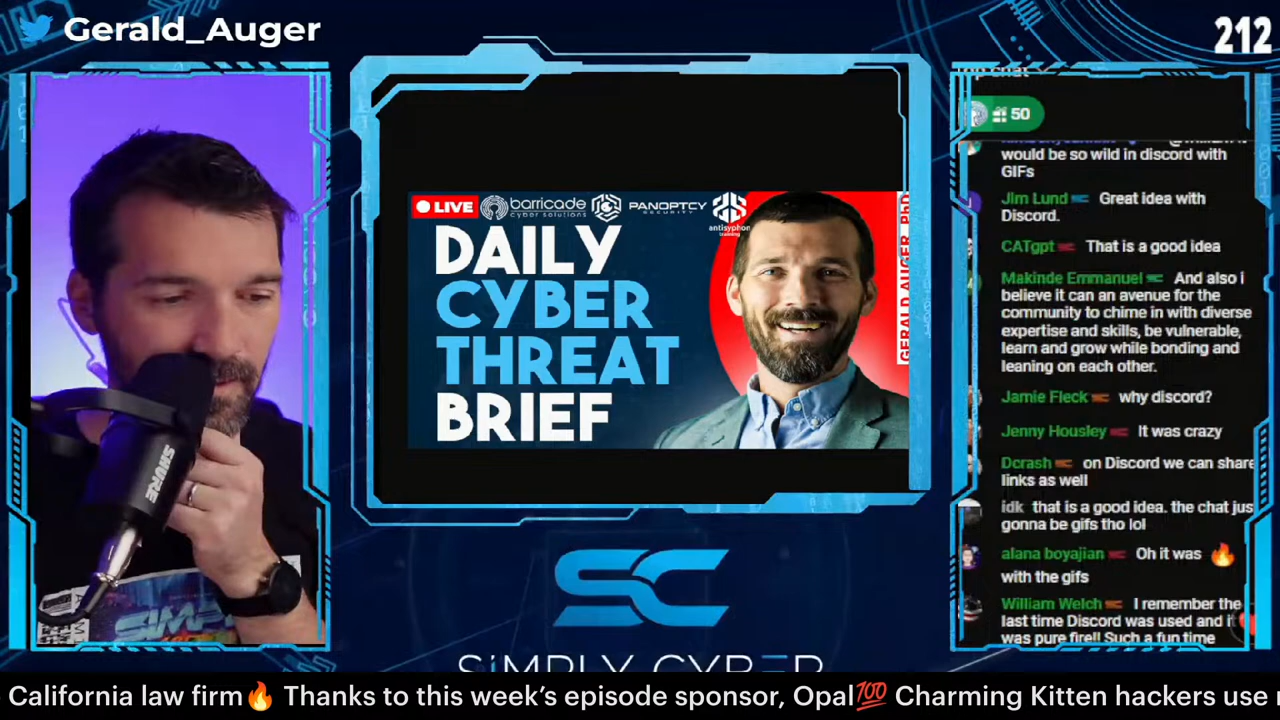 Gerald_Auger
212
50
would be so wild in discord with
GIFs
Jim Lund Great idea with
Discord.
CATgpt That is a good idea
Makinde Emmanuel And also i
believe it can an avenue for the
community to chime in with diverse
expertise and skills, be vulnerable,
learn and grow while bonding and
leaning on each other.
Jamie Fleck why discord?
Jenny Housley It was crazy
Dcrash on Discord we can share
links as well
idk that is a good idea. the chat jus
gonna be gifs tho lol
alana boyajian Oh it was 🔥
with the gifs
William Welch I remember the
last time Discord was used and it
was pure fire!! Such a fun time
LIVE barricade
cyber solutions
PANOPTCY
SECURITY
antisyphon
training
DAILY
CYBER
THREAT
BRIEF
GERALD AUGER, PhD
SHURE
SC
SIMPLY CYBER
California law firm🔥 Thanks to this week's episode sponsor, Opal💯 Charming Kitten hackers use